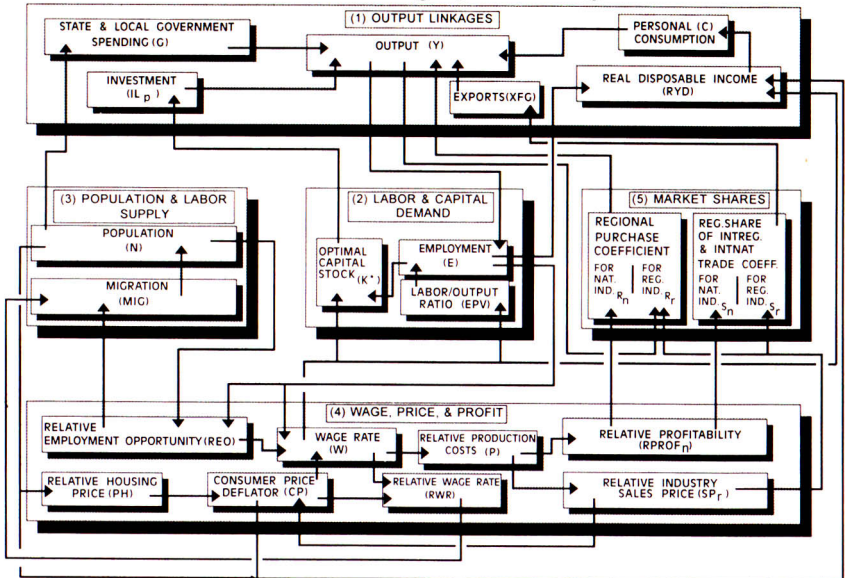 (1) OUTPUT LINKAGES
STATE & LOCAL GOVERNMENT
SPENDING (G)
OUTPUT (Y)
PERSONAL (C)
CONSUMPTION
INVESTMENT
(IL p)
EXPORTS(XFG)
REAL DISPOSABLE INCOME
(RYD)
(3) POPULATION & LABOR
SUPPLY
POPULATION
(N)
MIGRATION
(MIG)
(2) LABOR & CAPITAL
DEMAND
OPTIMAL
CAPITAL
STOCK (K*)
EMPLOYMENT
(E)
LABOR/OUTPUT
RATIO (EPV)
(5) MARKET SHARES
REGIONAL
PURCHASE
COEFFICIENT
FOR
NAT.
IND. Rn
FOR
REG.
IND. Rr
REG.SHARE
OF INTREG.
& INTNAT
TRADE COEFF.
FOR
NAT.
IND. Sn
FOR
REG.
IND. Sr
(4) WAGE, PRICE, & PROFIT
RELATIVE
EMPLOYMENT OPPORTUNITY(REO)
WAGE RATE
(W)
RELATIVE PRODUCTION
COSTS (P)
RELATIVE PROFITABILITY
(RPROFn)
RELATIVE HOUSING
PRICE (PH)
CONSUMER PRICE
DEFLATOR (CP)
RELATIVE WAGE RATE
(RWR)
RELATIVE INDUSTRY
SALES PRICE (SPr)